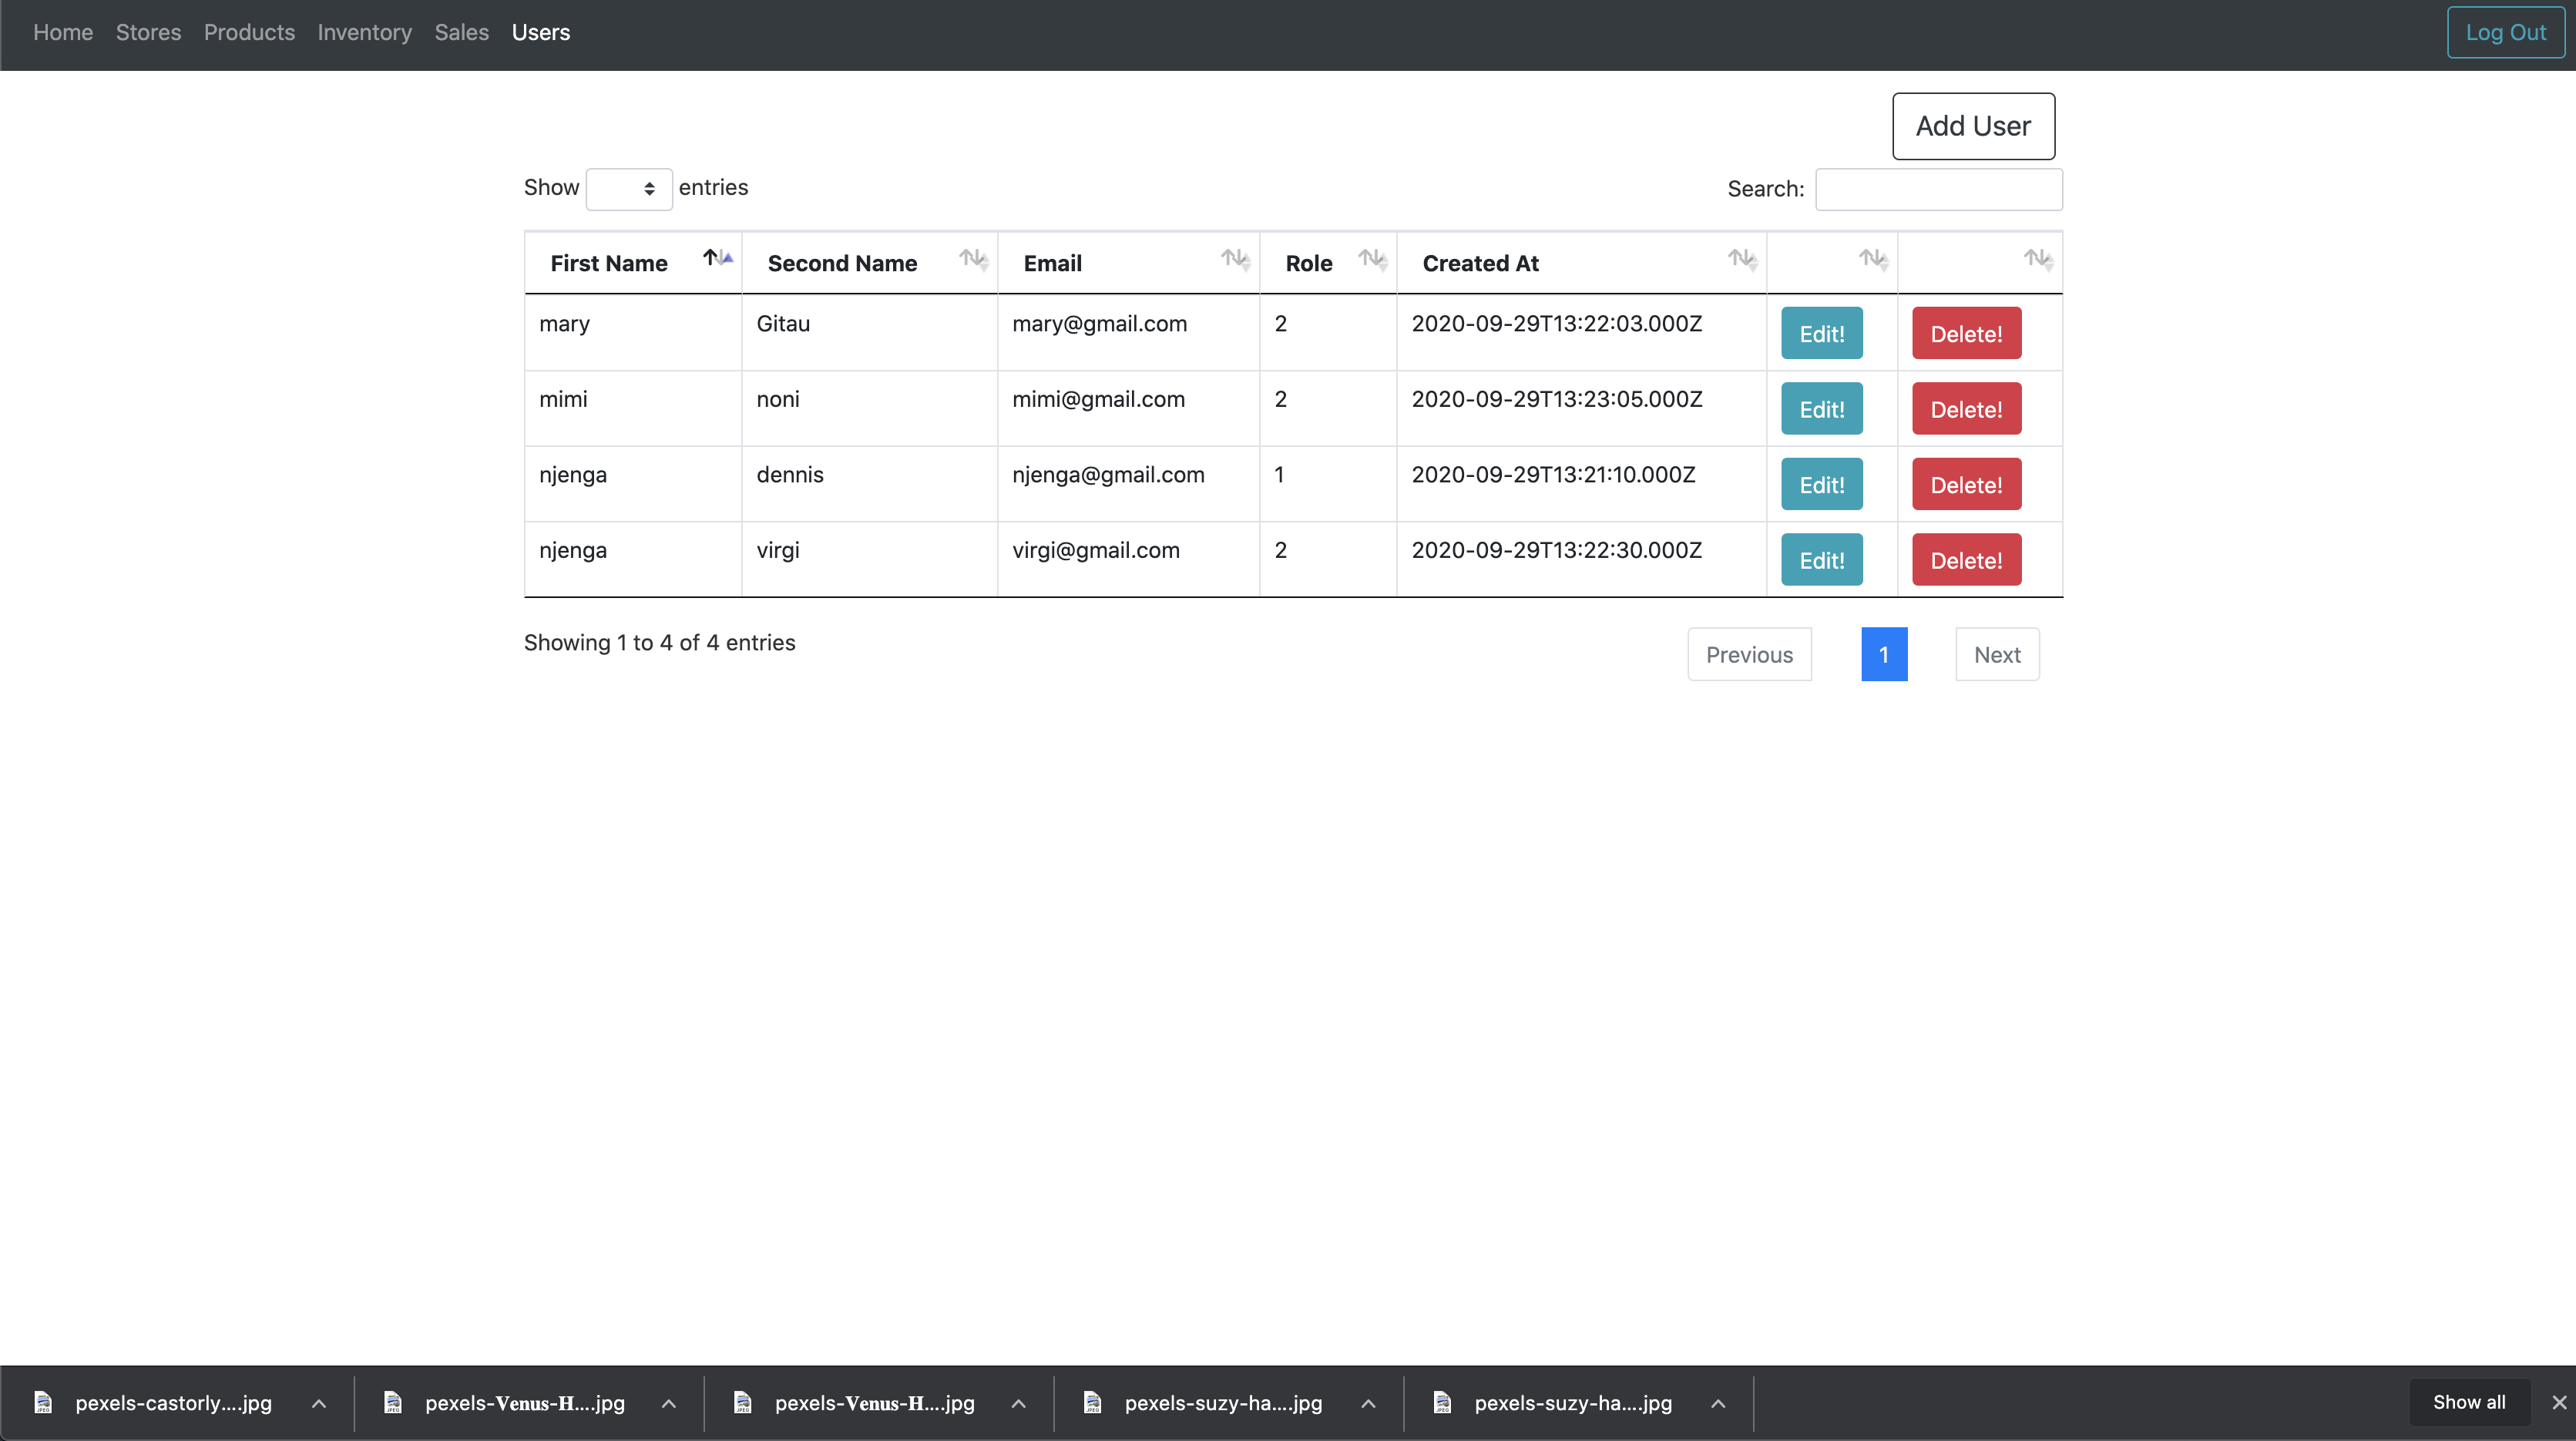 Home Stores Products Inventory Sales Users Log Out
Add User
Show entries Search:
First Name Second Name Email Role Created At
mary Gitau mary@gmail.com 2 2020-09-29T13:22:03.000Z Edit! Delete!
mimi noni mimi@gmail.com 2 2020-09-29T13:23:05.000Z Edit! Delete!
njenga dennis njenga@gmail.com 1 2020-09-29T13:21:10.000Z Edit! Delete!
njenga virgi virgi@gmail.com 2 2020-09-29T13:22:30.000Z Edit! Delete!
Showing 1 to 4 of 4 entries Previous 1 Next
pexels-castorly....jpg pexels-𝐕𝐞𝐧𝐮𝐬-𝐇....jpg pexels-𝐕𝐞𝐧𝐮𝐬-𝐇....jpg pexels-suzy-ha....jpg pexels-suzy-ha....jpg Show all